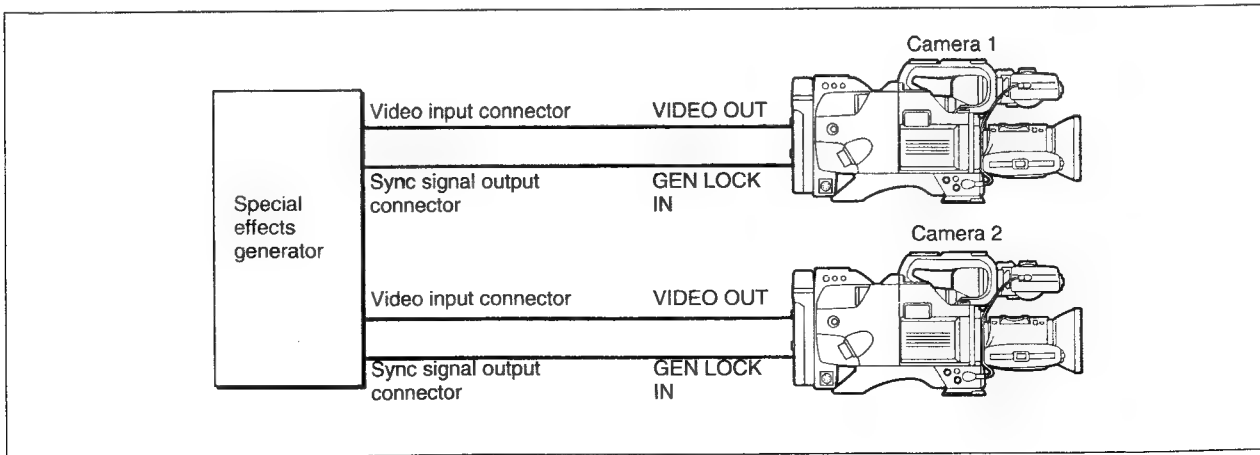 Camera 1
Video input connector
VIDEO OUT
Sync signal output
connector
GEN LOCK
IN
Special
effects
generator
Camera 2
Video input connector
VIDEO OUT
Sync signal output
connector
GEN LOCK
IN